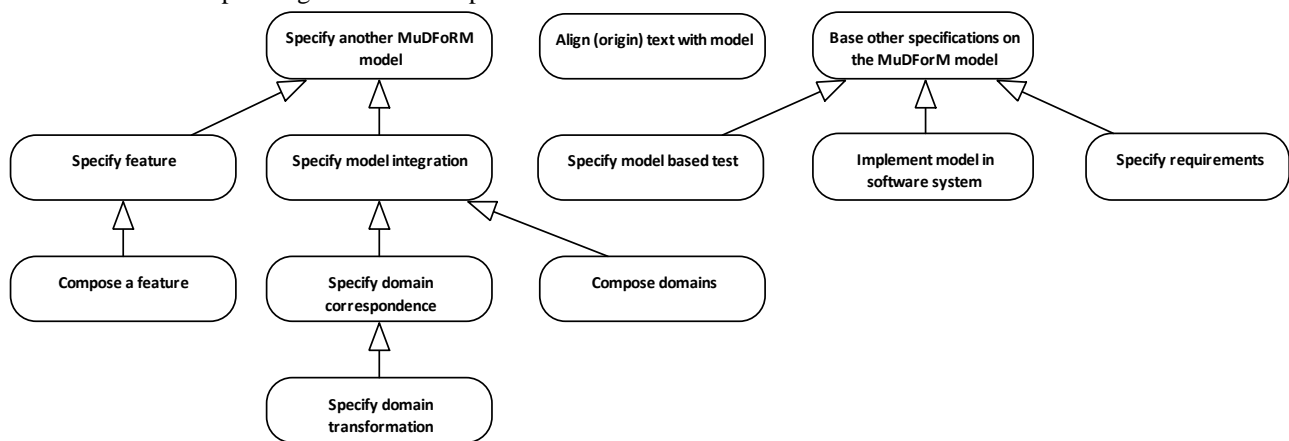 Specify another MuDFoRM
model
Align (origin) text with model
Base other specifications on
the MuDForM model
Specify feature
Specify model integration
Specify model based test
Implement model in
software system
Specify requirements
Compose a feature
Specify domain
correspondence
Compose domains
Specify domain
transformation